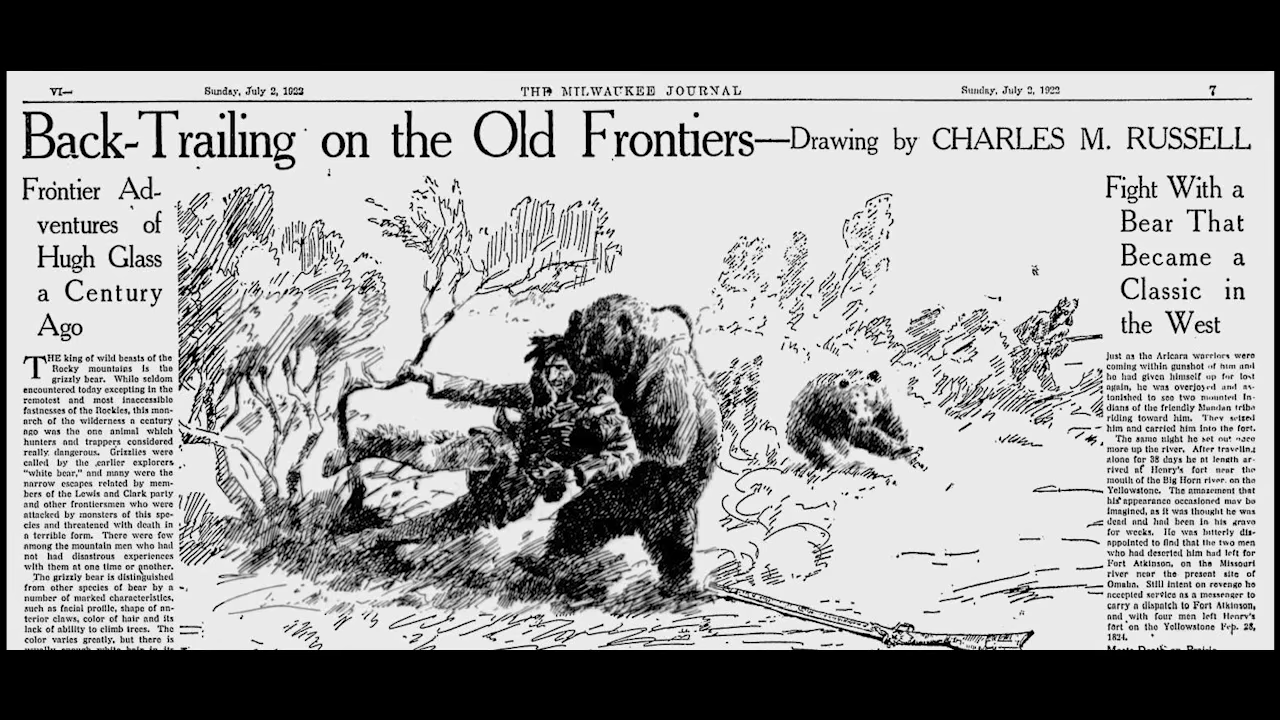 VI—
Sunday, July 2, 1922
THE MILWAUKEE JOURNAL
Sunday, July 2, 1922
7
Back-Trailing on the Old Frontiers—Drawing by CHARLES M. RUSSELL
Frontier Ad-
ventures of
Hugh Glass
a Century
Ago
THE king of wild beasts of the
Rocky mountains is the
grizzly bear. While seldom
encountered today excepting in the
remotest and most inaccessible
fastnesses of the Rockies, this mon-
arch of the wilderness a century
ago was the one animal which
hunters and trappers considered
really dangerous. Grizzlies were
called by the earlier explorers
"white bear," and many were the
narrow escapes related by mem-
bers of the Lewis and Clark party
and other frontiersmen who were
attacked by monsters of this spe-
cies and threatened with death in
a terrible form. There were few
among the mountain men who had
not had disastrous experiences
with them at one time or another.
The grizzly bear is distinguished
from other species of bear by a
number of marked characteristics,
such as facial profile, shape of an-
terior claws, color of hair and its
lack of ability to climb trees. The
color varies greatly, but there is
usually enough white hair in its
Fight With a
Bear That
Became a
Classic in
the West
just as the Aricara warriors were
coming within gunshot of him and
he had given himself up for lost
again, he was overjoyed and as-
tonished to see two mounted In-
dians of the friendly Mandan tribe
riding toward him. They seized
him and carried him into the fort.
The same night he set out once
more up the river. After traveling
alone for 38 days he at length ar-
rived at Henry's fort near the
mouth of the Big Horn river, on the
Yellowstone. The amazement that
his appearance occasioned may be
imagined, as it was thought he was
dead and had been in his grave
for weeks. He was bitterly dis-
appointed to find that the two men
who had deserted him had left for
Fort Atkinson, on the Missouri
river near the present site of
Omaha. Still intent on revenge he
accepted service as a messenger to
carry a dispatch to Fort Atkinson,
and with four men left Henry's
fort on the Yellowstone Feb. 28,
1824.